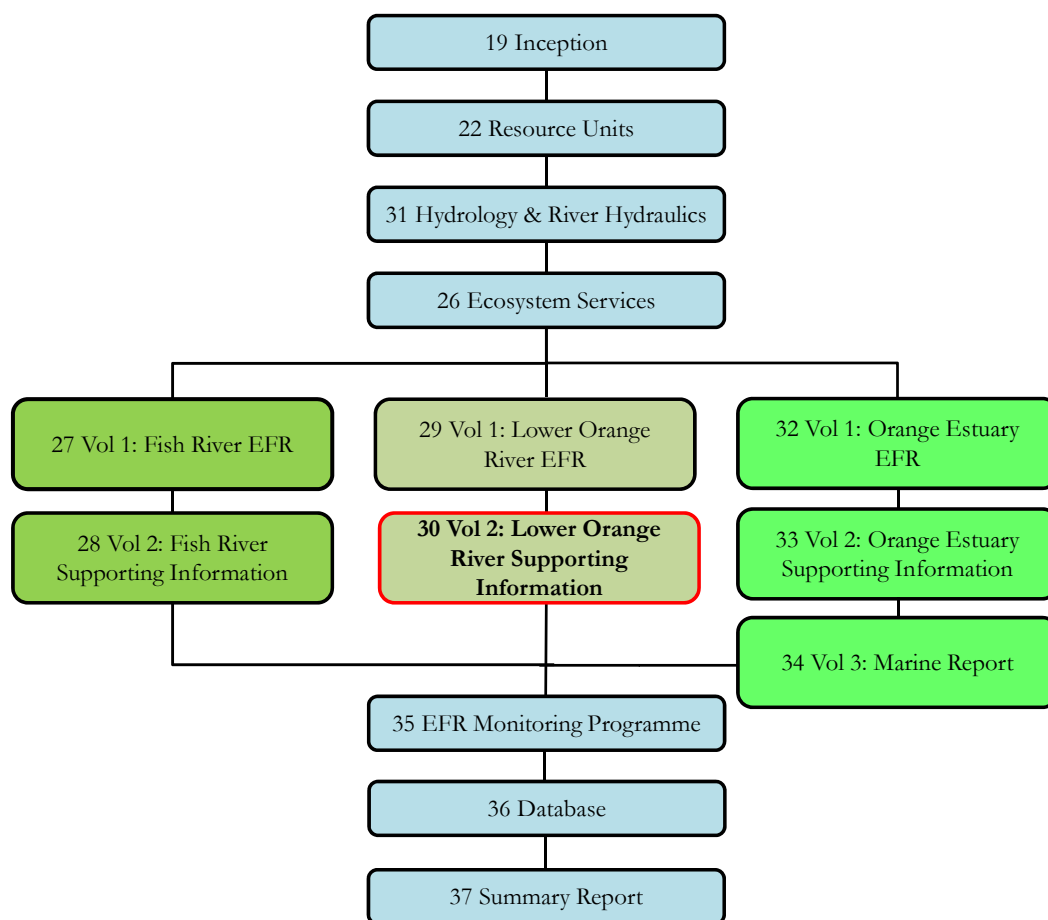 19 Inception
22 Resource Units
31 Hydrology & River Hydraulics
26 Ecosystem Services
27 Vol 1: Fish River EFR
29 Vol 1: Lower Orange
River EFR
32 Vol 1: Orange Estuary
EFR
28 Vol 2: Fish River
Supporting Information
30 Vol 2: Lower Orange
River Supporting
Information
33 Vol 2: Orange Estuary
Supporting Information
34 Vol 3: Marine Report
35 EFR Monitoring Programme
36 Database
37 Summary Report